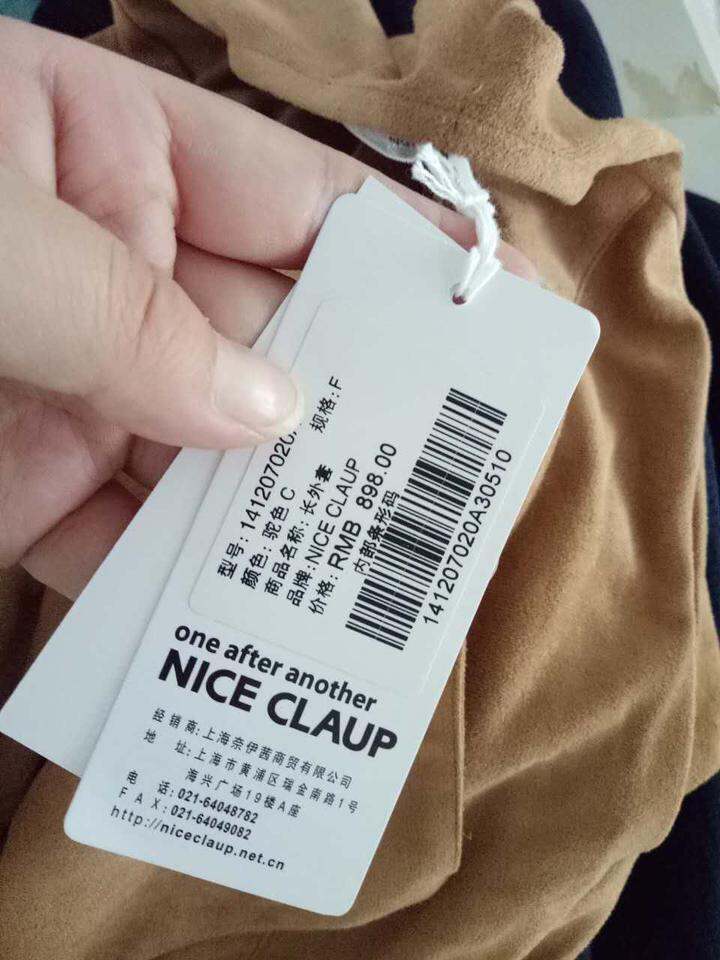 型号: 141207020
规格: F
颜色: 驼色 C
商品名称: 长外套
品牌: NICE CLAUP
价格: RMB 898.00
内部条形码
141207020A30510
one after another
NICE CLAUP
经 销 商: 上海奈伊茜商贸有限公司
地 址: 上海市黄浦区瑞金南路1号
海兴广场19楼A座
电 话: 021-64048782
F A X : 021-64049082
http://niceclaup.net.cn